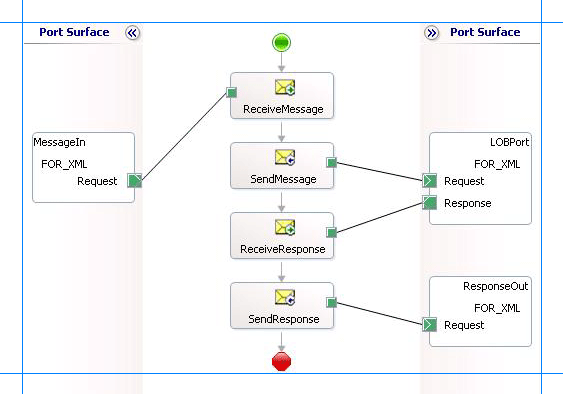 Port Surface
Port Surface
ReceiveMessage
MessageIn
FOR_XML
Request
SendMessage
LOBPort
FOR_XML
Request
Response
ReceiveResponse
SendResponse
ResponseOut
FOR_XML
Request